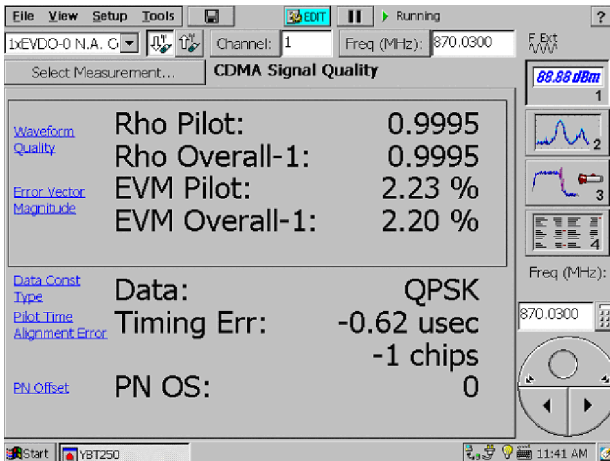 File View Setup Tools EDIT Running ?
1xEVDO-0 N.A. C Channel: 1 Freq (MHz): 870.0300 F Ext
Select Measurement... CDMA Signal Quality
88.88 dBm
1
Waveform Quality Rho Pilot: 0.9995
Rho Overall-1: 0.9995
2
Error Vector Magnitude EVM Pilot: 2.23 %
EVM Overall-1: 2.20 %
3
4
Freq (MHz):
870.0300
Data Const Type Data: QPSK
Pilot Time Alignment Error Timing Err: -0.62 usec
-1 chips
PN Offset PN OS: 0
Start YBT250 11:41 AM